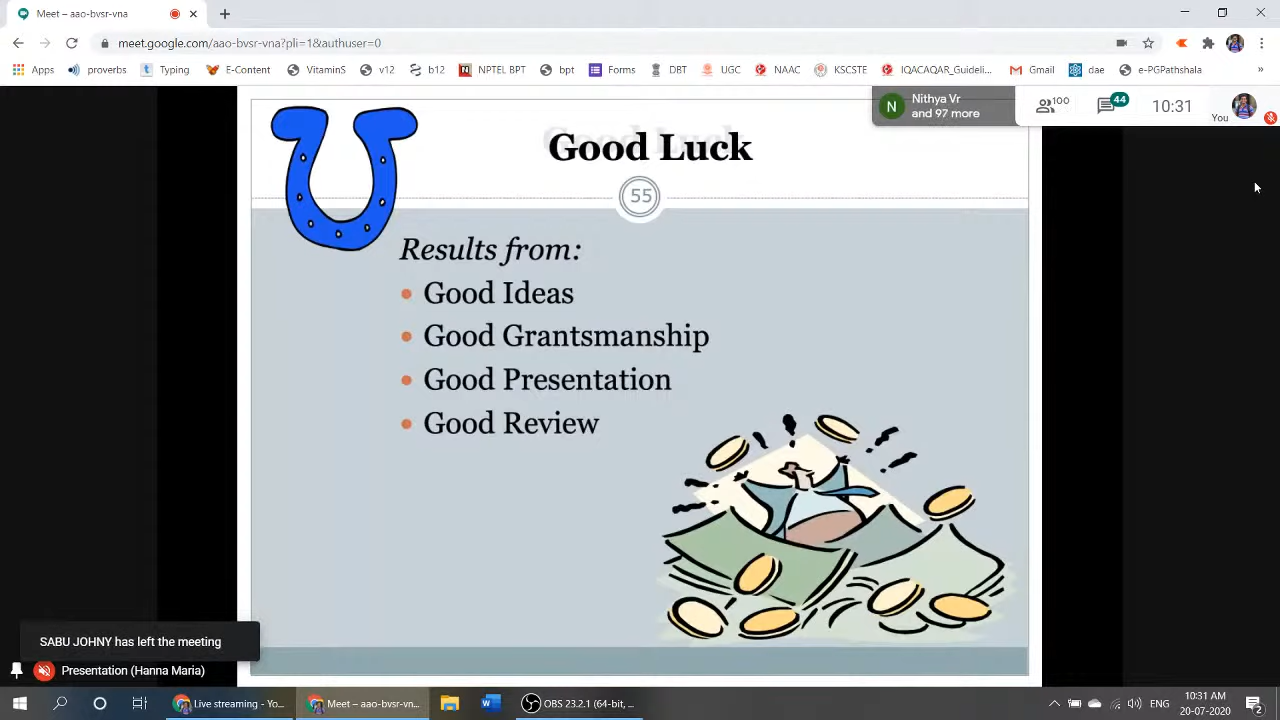 Meet – aao-bvsr-vna
meet.google.com/aao-bvsr-vna?pli=1&authuser=0
Apps proverbs Typing E-Content VitaminS v12 b12 NPTEL BPT bpt Forms DBT UGC NAAC KSCSTE IQACAQAR_Guideli... Gmail dae e-PGPathshala »
Nithya Vr
and 97 more
100 44 10:31 You
Good Luck
55
Results from:
Good Ideas
Good Grantsmanship
Good Presentation
Good Review
SABU JOHNY has left the meeting
Presentation (Hanna Maria)
Live streaming - Yo... Meet – aao-bvsr-vn... OBS 23.2.1 (64-bit, ... ENG
10:31 AM
20-07-2020
2